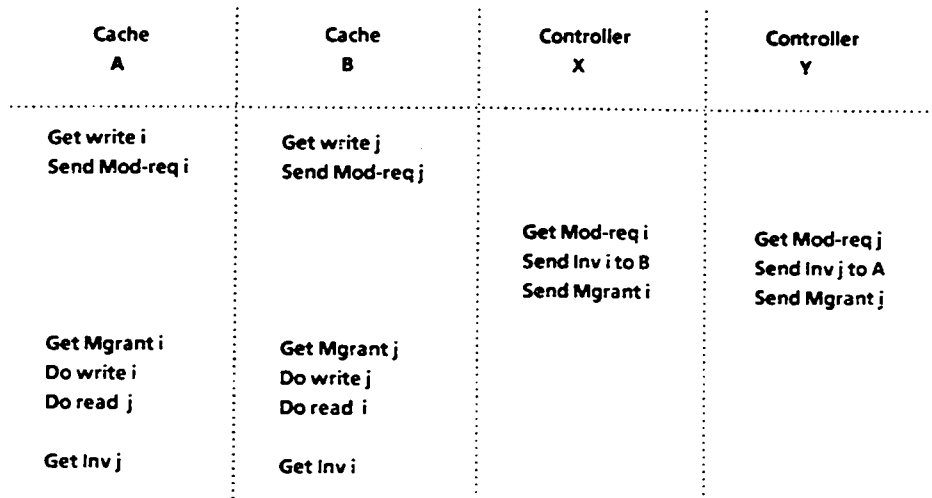 Cache A
Cache B
Controller X
Controller Y
Get write i
Send Mod-req i
Get write j
Send Mod-req j
Get Mod-req i
Send Inv i to B
Send Mgrant i
Get Mod-req j
Send Inv j to A
Send Mgrant j
Get Mgrant i
Do write i
Do read j
Get Mgrant j
Do write j
Do read i
Get Inv j
Get Inv i